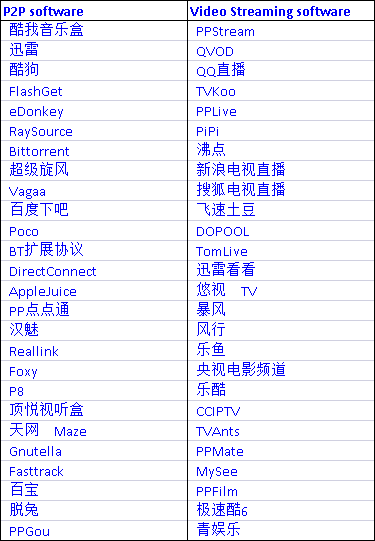 P2P software	Video Streaming software
酷我音乐盒	PPStream
迅雷	QVOD
酷狗	QQ直播
FlashGet	TVKoo
eDonkey	PPLive
RaySource	PiPi
Bittorrent	沸点
超级旋风	新浪电视直播
Vagaa	搜狐电视直播
百度下吧	飞速土豆
Poco	DOPOOL
BT扩展协议	TomLive
DirectConnect	迅雷看看
AppleJuice	悠视 TV
PP点点通	暴风
汉魅	风行
Reallink	乐鱼
Foxy	央视电影频道
P8	乐酷
顶悦视听盒	CCIPTV
天网 Maze	TVAnts
Gnutella	PPMate
Fasttrack	MySee
百宝	PPFilm
脱兔	极速酷6
PPGou	青娱乐